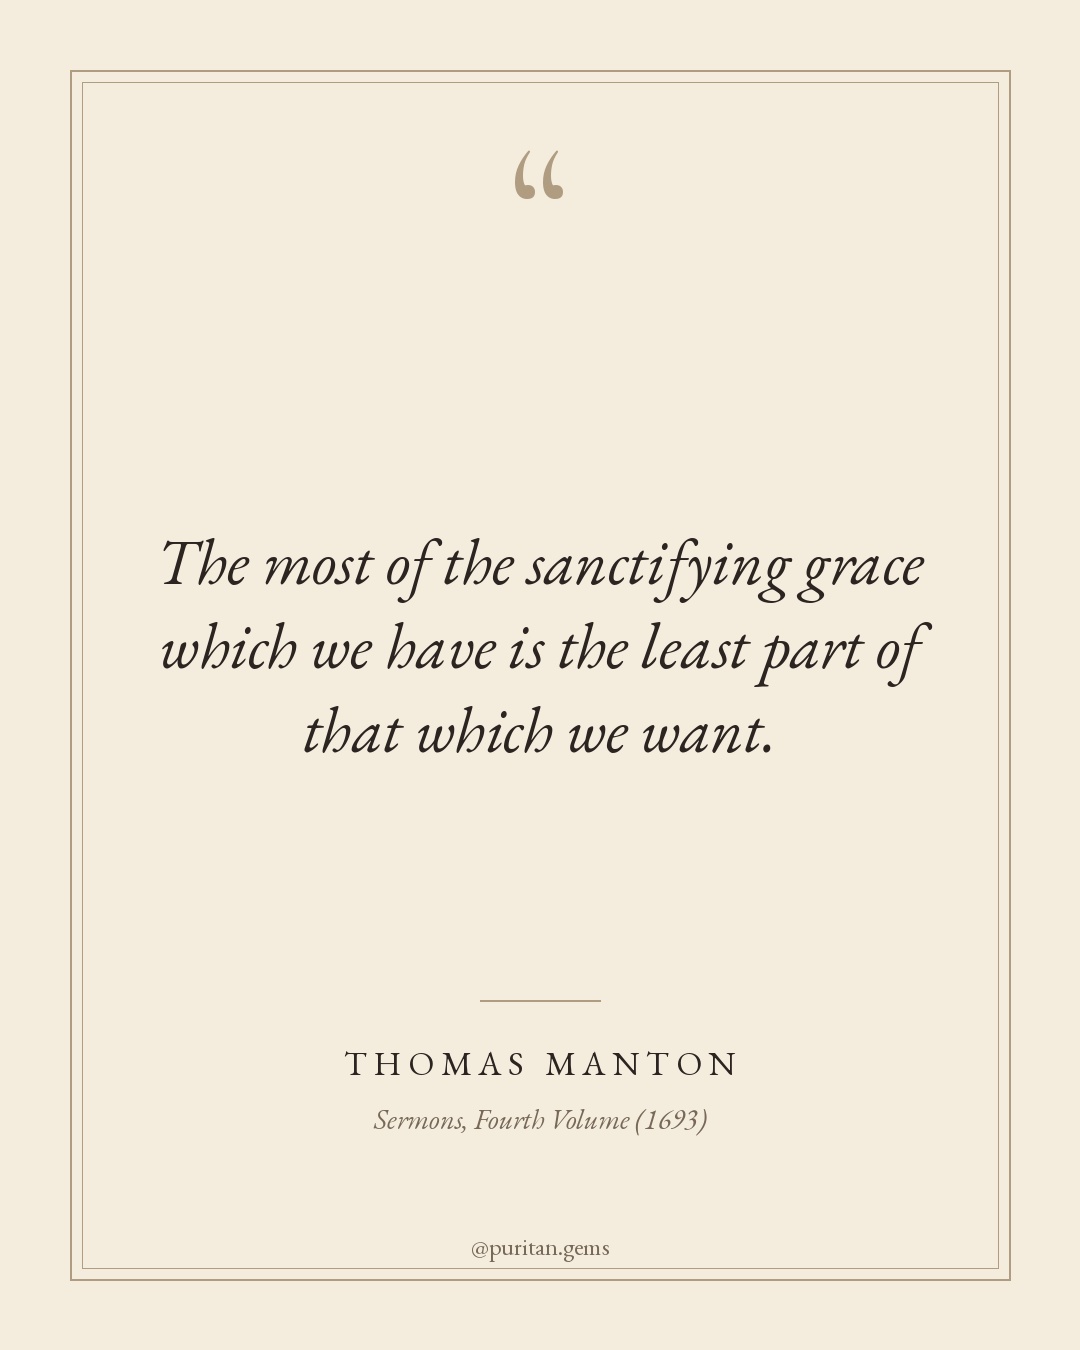 “
The most of the sanctifying grace
which we have is the least part of
that which we want.
THOMAS MANTON
Sermons, Fourth Volume (1693)
@puritan.gems